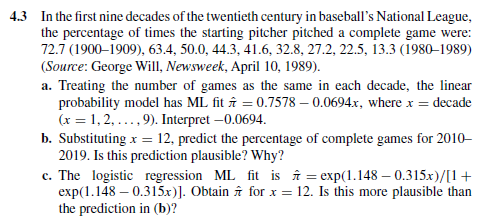 4.3 In the first nine decades of the twentieth century in baseball's National League,
the percentage of times the starting pitcher pitched a complete game were:
72.7 (1900–1909), 63.4, 50.0, 44.3, 41.6, 32.8, 27.2, 22.5, 13.3 (1980–1989)
(Source: George Will, Newsweek, April 10, 1989).
a. Treating the number of games as the same in each decade, the linear
probability model has ML fit π̂ = 0.7578 – 0.0694x, where x = decade
(x = 1, 2, . . . , 9). Interpret –0.0694.
b. Substituting x = 12, predict the percentage of complete games for 2010–
2019. Is this prediction plausible? Why?
c. The logistic regression ML fit is π̂ = exp(1.148 – 0.315x)/[1 +
exp(1.148 – 0.315x)]. Obtain π̂ for x = 12. Is this more plausible than
the prediction in (b)?